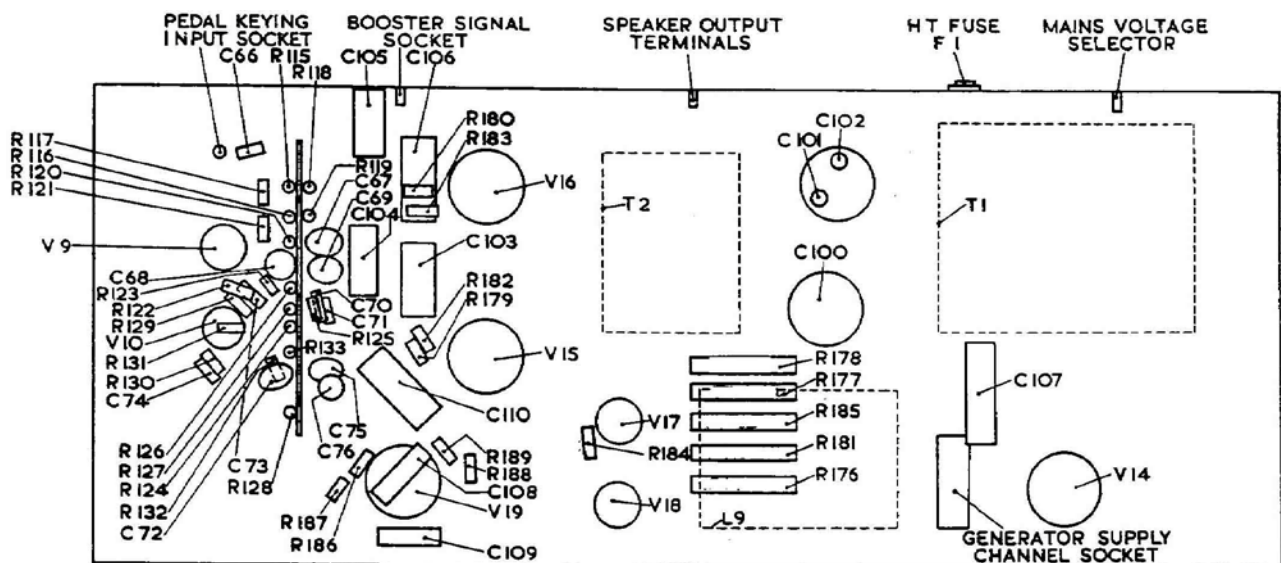 PEDAL KEYING
INPUT SOCKET
C66
R115
R118
BOOSTER SIGNAL
SOCKET
C105
C106
SPEAKER OUTPUT
TERMINALS
HT FUSE
F1
MAINS VOLTAGE
SELECTOR
R117
R116
R120
R121
V9
C68
R123
R122
R129
V10
R131
R130
C74
R126
R127
R124
R132
C72
C73
R128
R119
C67
C69
C104
C70
C71
R125
R133
C75
C76
R180
R183
V16
C103
R182
R179
V15
C110
R189
R188
C108
V19
R187
R186
C109
T2
C101
C102
C100
T1
R178
R177
R185
R181
R176
V17
R184
V18
L9
C107
V14
GENERATOR SUPPLY
CHANNEL SOCKET